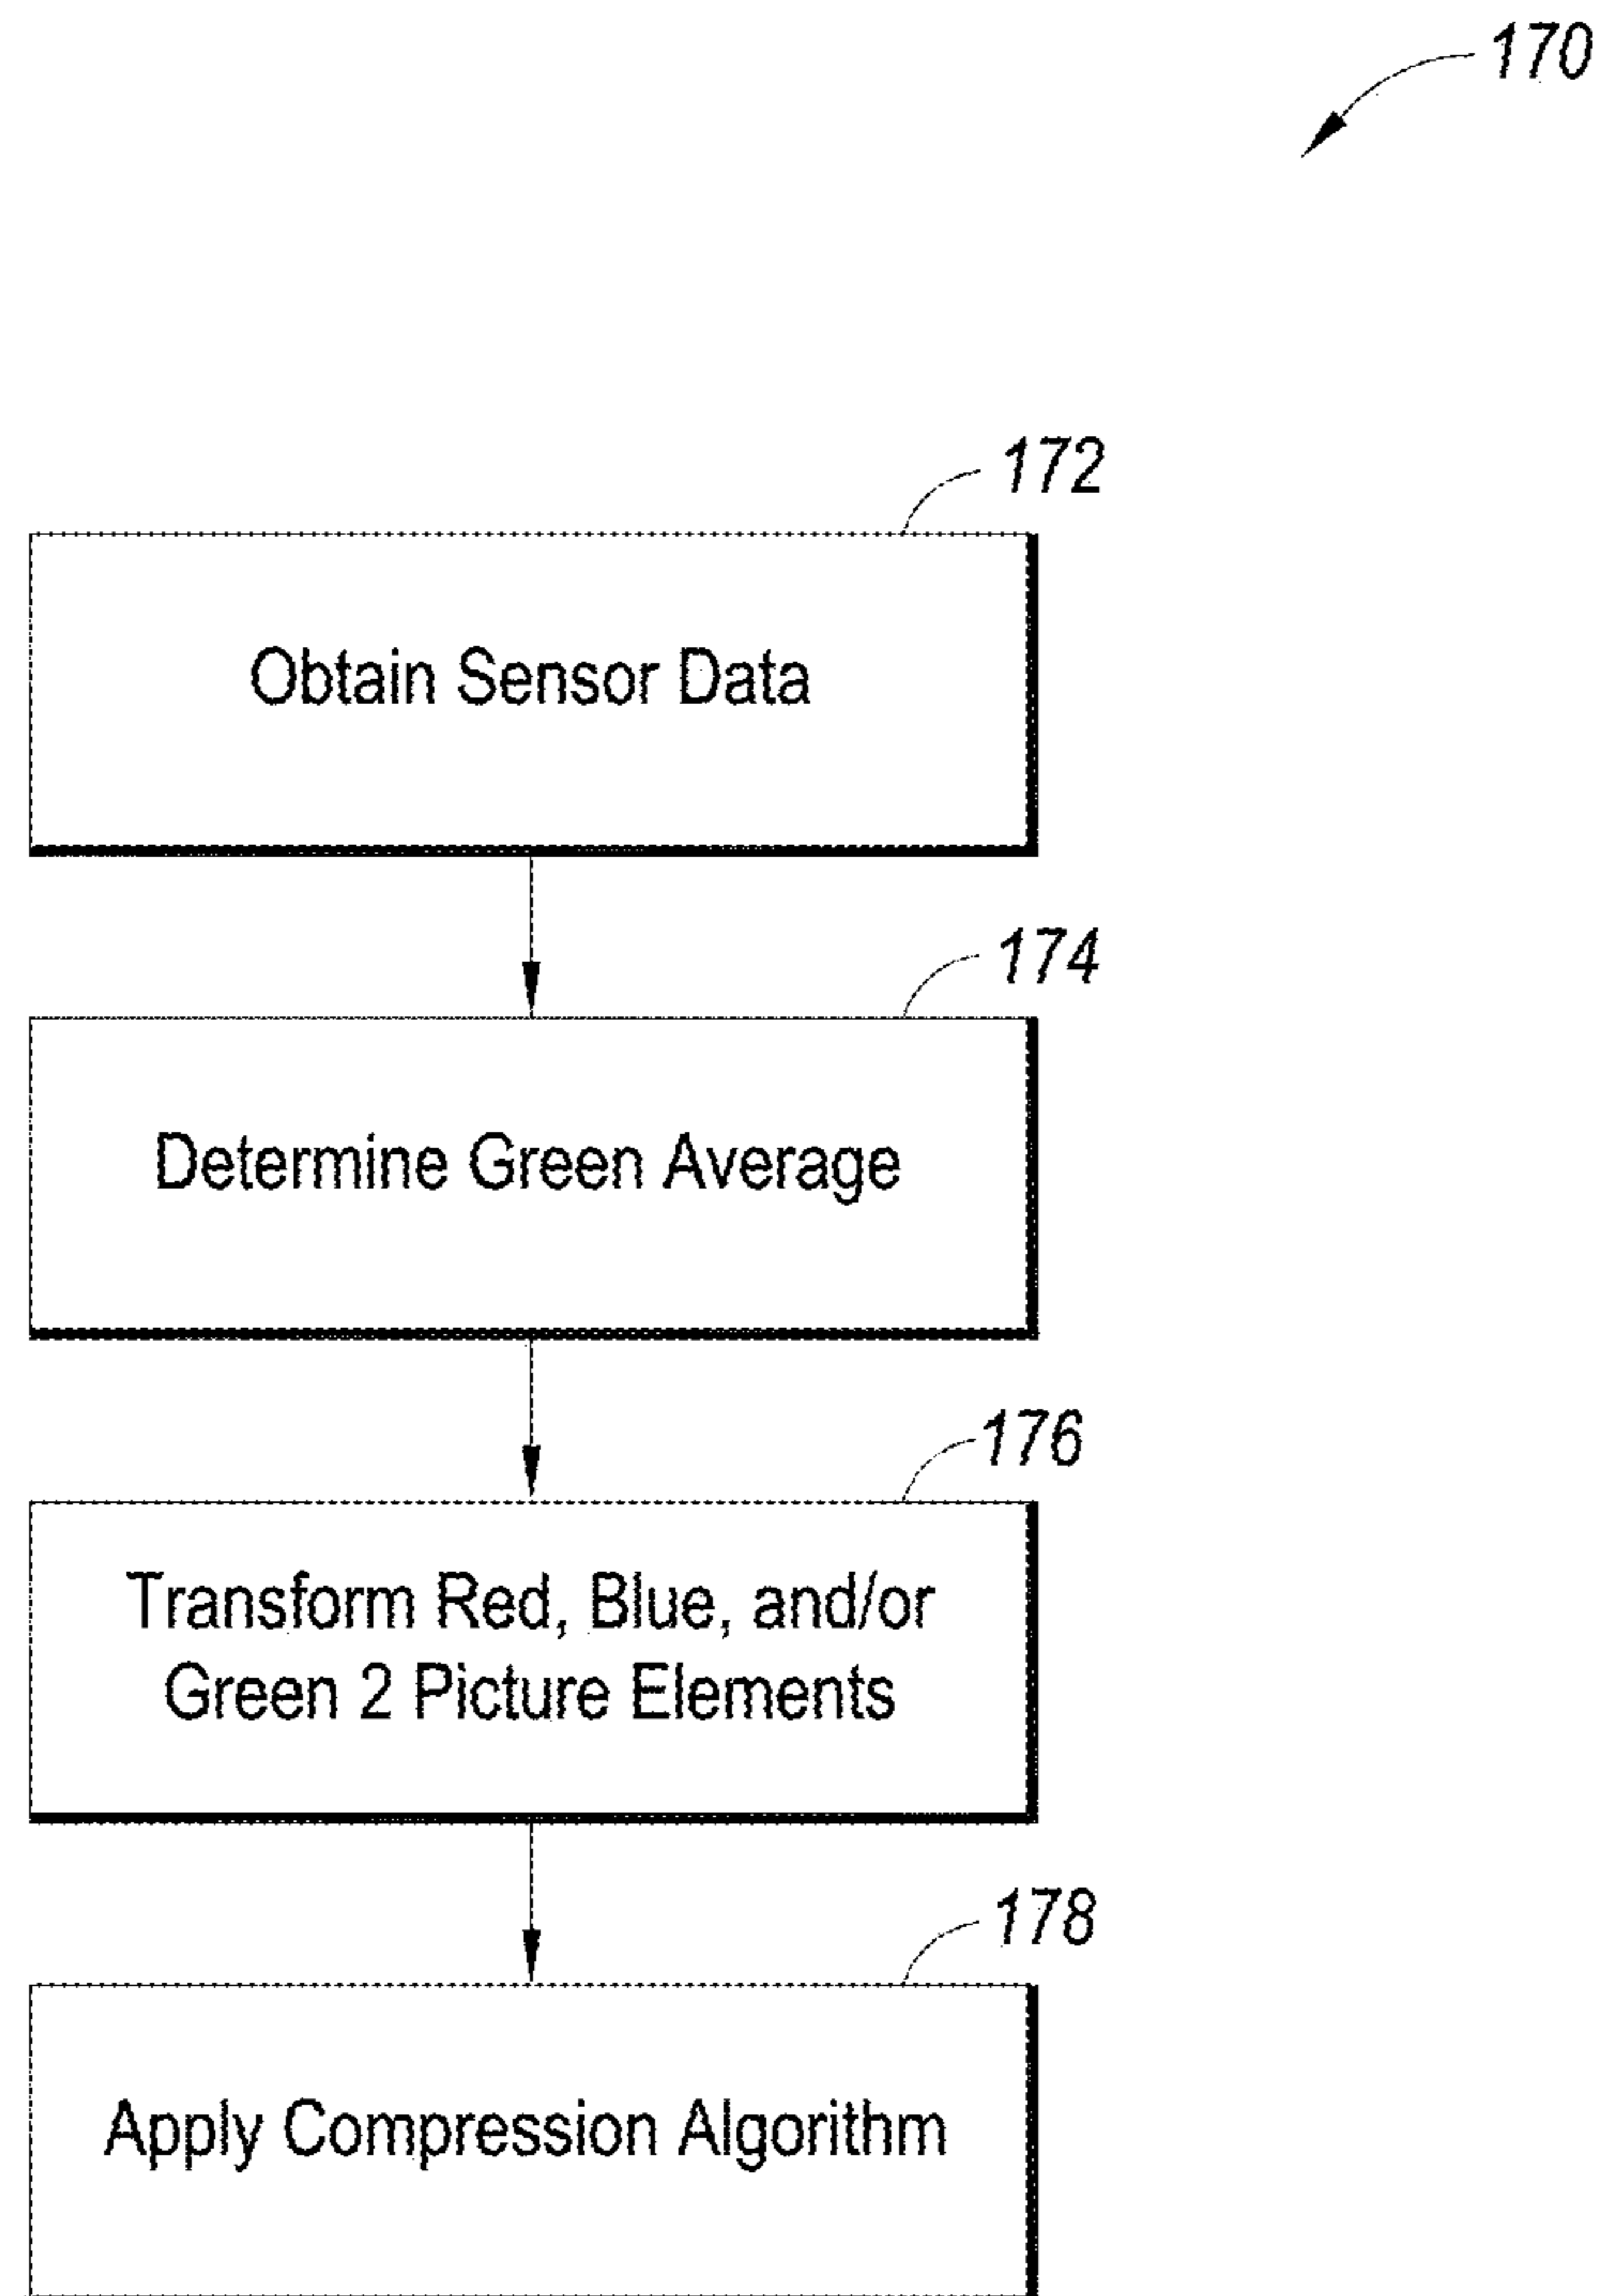 170
172
Obtain Sensor Data
174
Determine Green Average
176
Transform Red, Blue, and/or
Green 2 Picture Elements
178
Apply Compression Algorithm